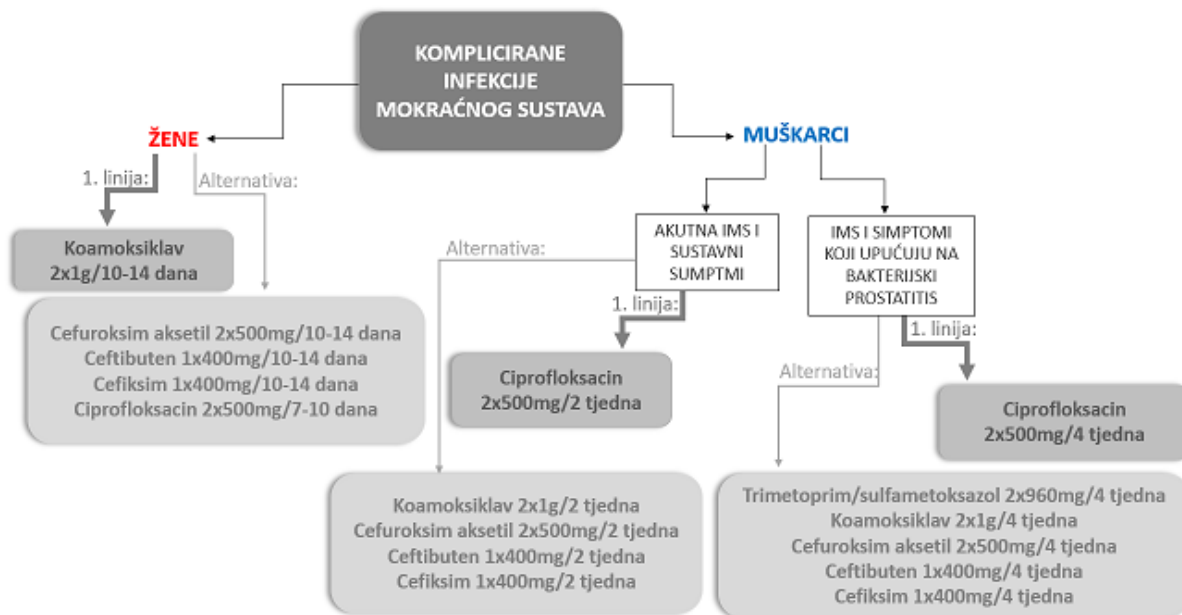 KOMPLICIRANE
INFEKCIJE
MOKRAĆNOG SUSTAVA
ŽENE
MUŠKARCI
1. linija:
Alternativa:
Koamoksiklav
2x1g/10-14 dana
Cefuroksim aksetil 2x500mg/10-14 dana
Ceftibuten 1x400mg/10-14 dana
Cefiksim 1x400mg/10-14 dana
Ciprofloksacin 2x500mg/7-10 dana
AKUTNA IMS I
SUSTAVNI
SUMPTMI
Alternativa:
1. linija:
Ciprofloksacin
2x500mg/2 tjedna
Koamoksiklav 2x1g/2 tjedna
Cefuroksim aksetil 2x500mg/2 tjedna
Ceftibuten 1x400mg/2 tjedna
Cefiksim 1x400mg/2 tjedna
IMS I SIMPTOMI
KOJI UPUĆUJU NA
BAKTERIJSKI
PROSTATITIS
1. linija:
Alternativa:
Ciprofloksacin
2x500mg/4 tjedna
Trimetoprim/sulfametoksazol 2x960mg/4 tjedna
Koamoksiklav 2x1g/4 tjedna
Cefuroksim aksetil 2x500mg/4 tjedna
Ceftibuten 1x400mg/4 tjedna
Cefiksim 1x400mg/4 tjedna